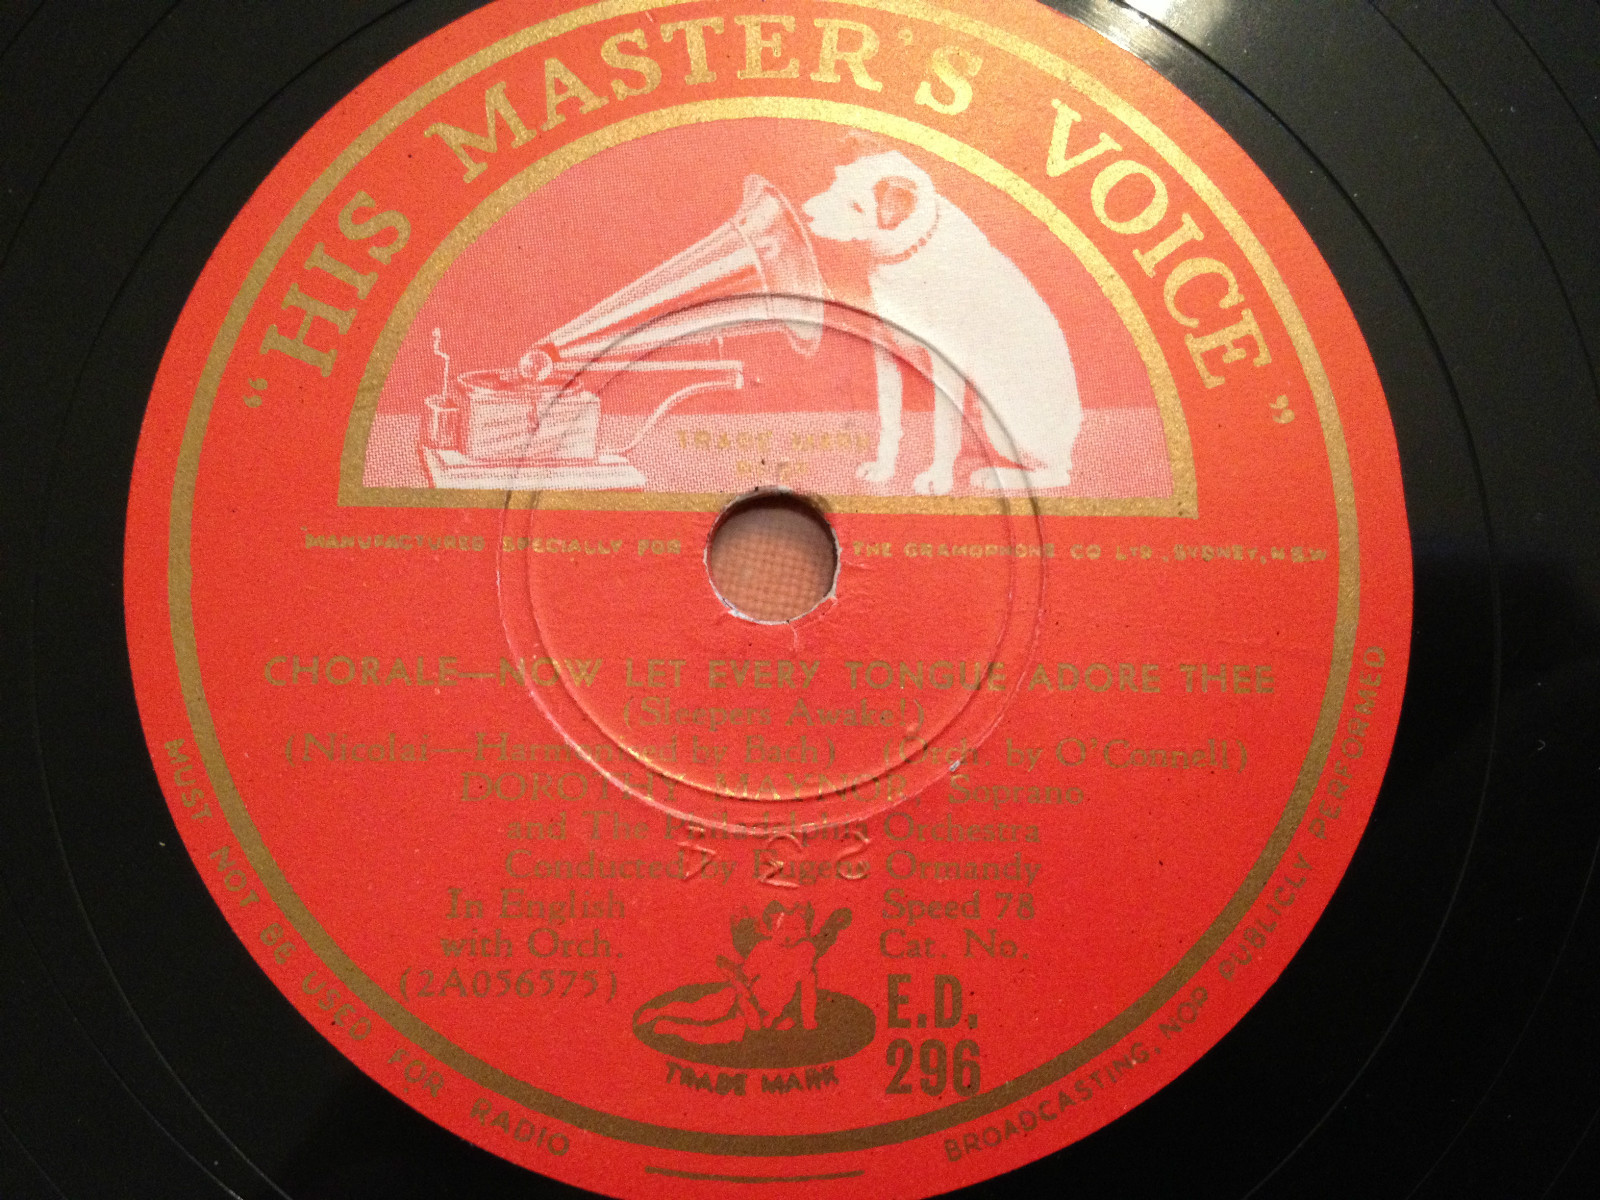 "HIS MASTER'S VOICE"
TRADE MARK
MANUFACTURED SPECIALLY FOR THE GRAMOPHONE CO LTD., SYDNEY, N.S.W
CHORALE—NOW LET EVERY TONGUE ADORE THEE
(Sleepers Awake!)
(Nicolai—Harmonised by Bach) (Orch. by O'Connell)
DOROTHY MAYNOR, Soprano
and The Philadelphia Orchestra
Conducted by Eugene Ormandy
In English
with Orch.
(2A056575)
Speed 78
Cat. No.
E.D.
296
TRADE MARK
MUST NOT BE USED FOR RADIO BROADCASTING, NOR PUBLICLY PERFORMED